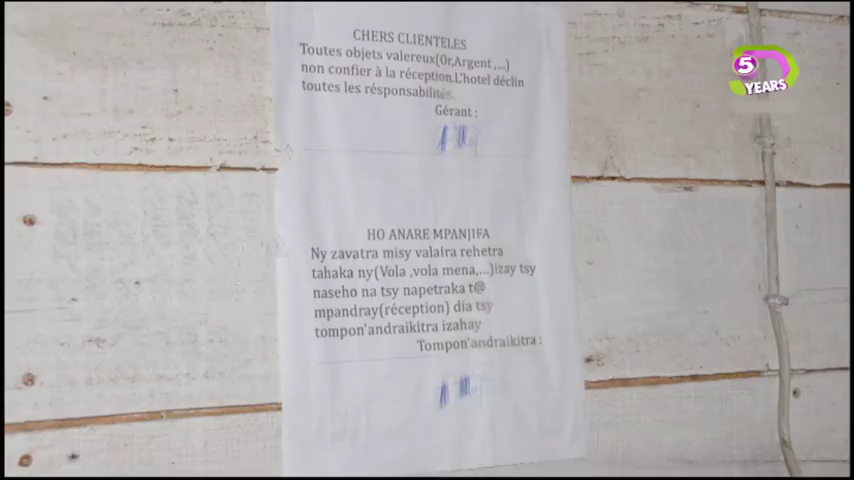 CHERS CLIENTELES
Toutes objets valereux(Or,Argent ,...)
non confier à la réception.L'hotel déclin
toutes les résponsabilités.
Gérant :
HO ANARE MPANJIFA
Ny zavatra misy valaira rehetra
tahaka ny(Vola ,vola mena,...)izay tsy
naseho na tsy napetraka t@
mpandray(réception) dia tsy
tompon'andraikitra izahay
Tompon'andraikitra :
5
YEARS